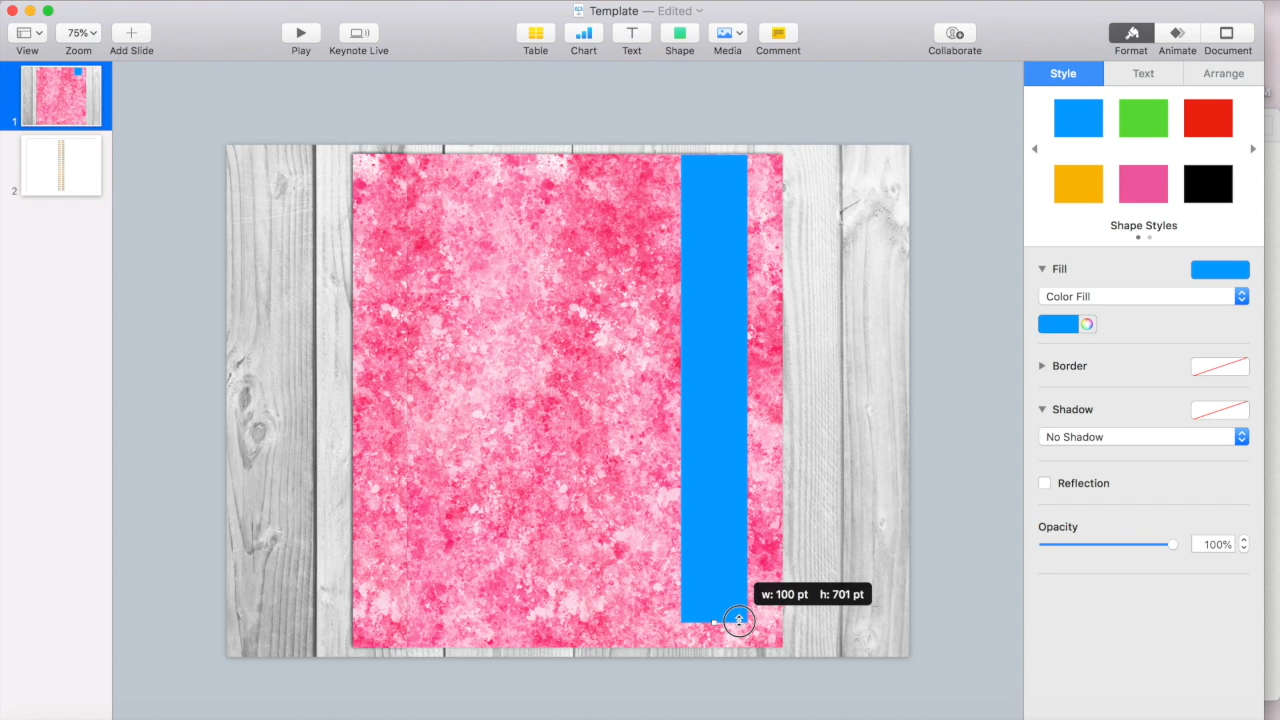 Template — Edited
75%
View
Zoom
Add Slide
Play
Keynote Live
Table
Chart
Text
Shape
Media
Comment
Collaborate
Format
Animate
Document
1
2
Style
Text
Arrange
Shape Styles
Fill
Color Fill
Border
Shadow
No Shadow
Reflection
Opacity
100%
w: 100 pt h: 701 pt